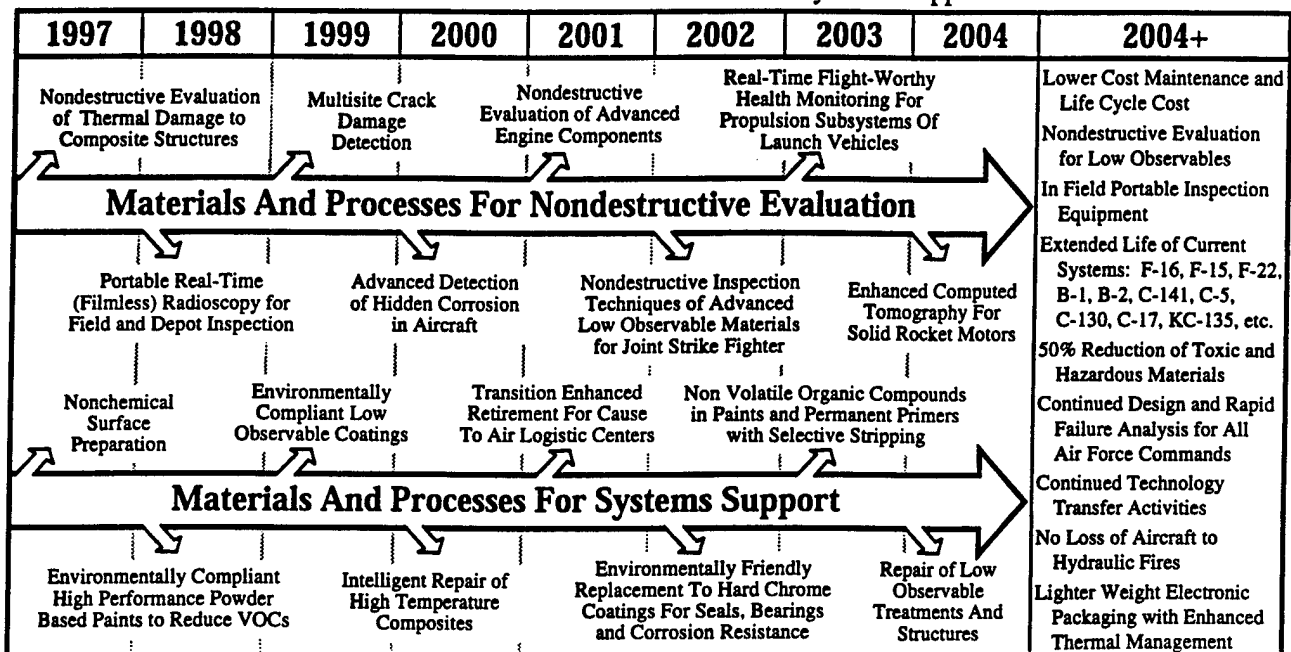 1997 1998 1999 2000 2001 2002 2003 2004 2004+
Nondestructive Evaluation
of Thermal Damage to
Composite Structures
Multisite Crack
Damage
Detection
Nondestructive
Evaluation of Advanced
Engine Components
Real-Time Flight-Worthy
Health Monitoring For
Propulsion Subsystems Of
Launch Vehicles
Materials And Processes For Nondestructive Evaluation
Portable Real-Time
(Filmless) Radioscopy for
Field and Depot Inspection
Advanced Detection
of Hidden Corrosion
in Aircraft
Nondestructive Inspection
Techniques of Advanced
Low Observable Materials
for Joint Strike Fighter
Enhanced Computed
Tomography For
Solid Rocket Motors
Nonchemical
Surface
Preparation
Environmentally
Compliant Low
Observable Coatings
Transition Enhanced
Retirement For Cause
To Air Logistic Centers
Non Volatile Organic Compounds
in Paints and Permanent Primers
with Selective Stripping
Materials And Processes For Systems Support
Environmentally Compliant
High Performance Powder
Based Paints to Reduce VOCs
Intelligent Repair of
High Temperature
Composites
Environmentally Friendly
Replacement To Hard Chrome
Coatings For Seals, Bearings
and Corrosion Resistance
Repair of Low
Observable
Treatments And
Structures
Lower Cost Maintenance and
Life Cycle Cost
Nondestructive Evaluation
for Low Observables
In Field Portable Inspection
Equipment
Extended Life of Current
Systems: F-16, F-15, F-22,
B-1, B-2, C-141, C-5,
C-130, C-17, KC-135, etc.
50% Reduction of Toxic and
Hazardous Materials
Continued Design and Rapid
Failure Analysis for All
Air Force Commands
Continued Technology
Transfer Activities
No Loss of Aircraft to
Hydraulic Fires
Lighter Weight Electronic
Packaging with Enhanced
Thermal Management